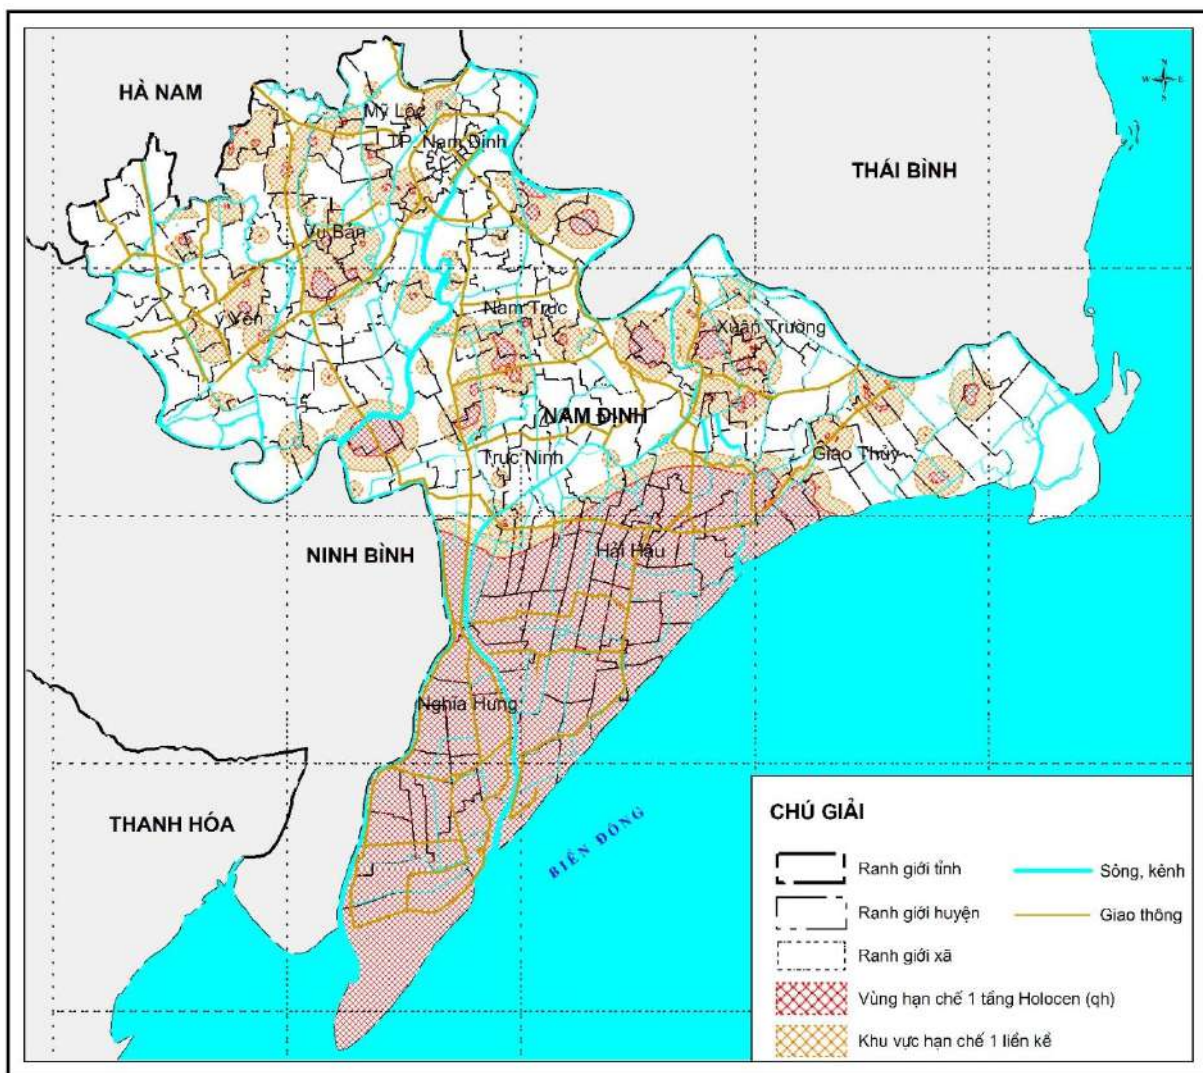 HÀ NAM
Mỹ Lộc
TP. Nam Định
THÁI BÌNH
Vụ Bản
Ý Yên
Nam Trực
Xuân Trường
NAM ĐỊNH
Trực Ninh
Giao Thủy
NINH BÌNH
Hải Hậu
Nghĩa Hưng
THANH HÓA
BIỂN ĐÔNG
N
W E
S
CHÚ GIẢI
Ranh giới tỉnh
Sông, kênh
Ranh giới huyện
Giao thông
Ranh giới xã
Vùng hạn chế 1 tầng Holocen (qh)
Khu vực hạn chế 1 liền kề